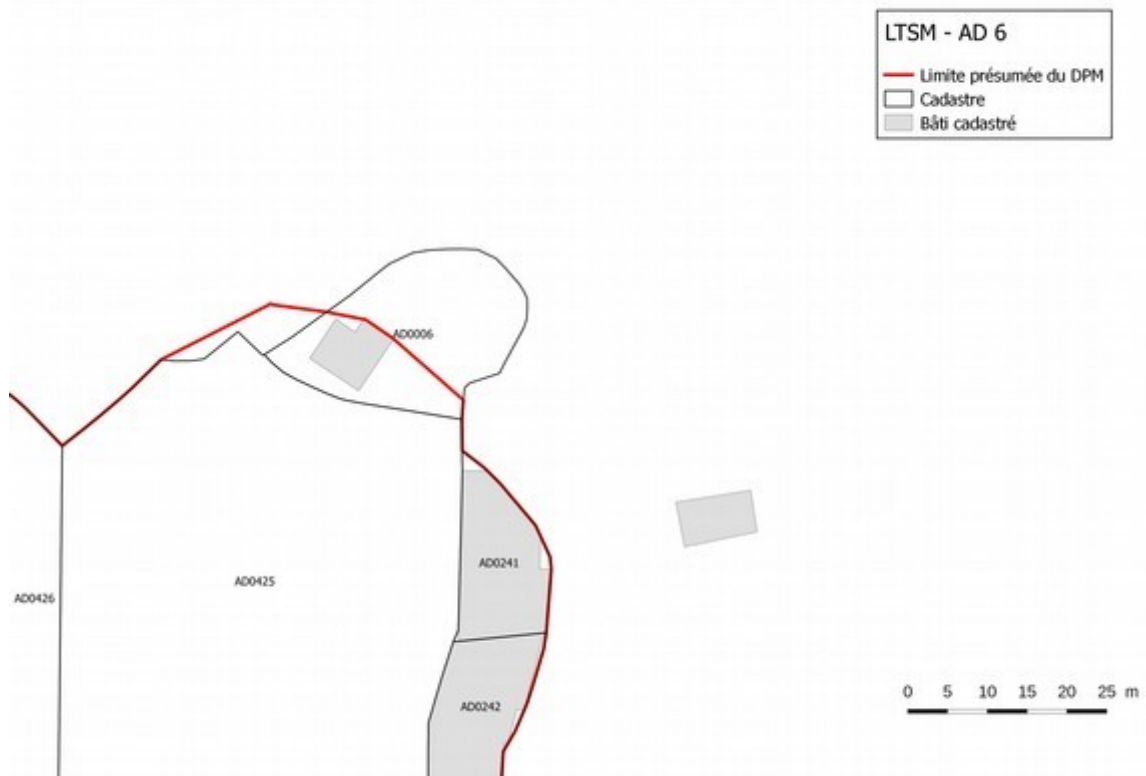 LTSM - AD 6
Limite présumée du DPM
Cadastre
Bâti cadastré
AD0006
AD0241
AD0425
AD0426
AD0242
0 5 10 15 20 25 m